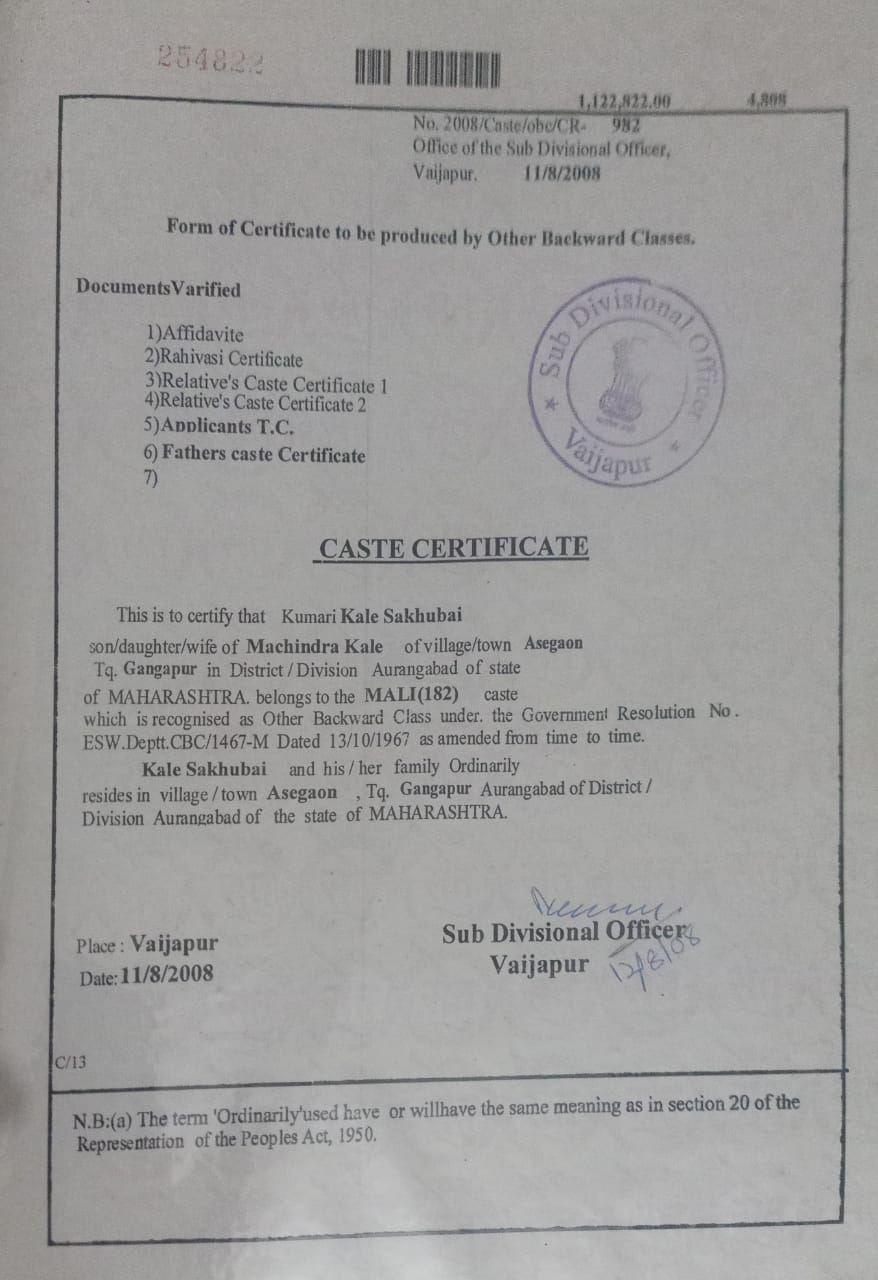 254822
1,122,822.00 4,808
No. 2008/Caste/obc/CR- 982
Office of the Sub Divisional Officer,
Vaijapur. 11/8/2008
Form of Certificate to be produced by Other Backward Classes.
DocumentsVarified
1)Affidavite
2)Rahivasi Certificate
3)Relative's Caste Certificate 1
4)Relative's Caste Certificate 2
5)Applicants T.C.
6) Fathers caste Certificate
7)
Sub Divisional Officer
★ Vaijapur ★
CASTE CERTIFICATE
This is to certify that Kumari Kale Sakhubai
son/daughter/wife of Machindra Kale of village/town Asegaon
Tq. Gangapur in District / Division Aurangabad of state
of MAHARASHTRA. belongs to the MALI(182) caste
which is recognised as Other Backward Class under. the Government Resolution No .
ESW.Deptt.CBC/1467-M Dated 13/10/1967 as amended from time to time.
Kale Sakhubai and his / her family Ordinarily
resides in village / town Asegaon , Tq. Gangapur Aurangabad of District /
Division Aurangabad of the state of MAHARASHTRA.
Place : Vaijapur
Date:11/8/2008
Sub Divisional Officer
Vaijapur 12/8/08
C/13
N.B:(a) The term 'Ordinarily'used have or willhave the same meaning as in section 20 of the
Representation of the Peoples Act, 1950.